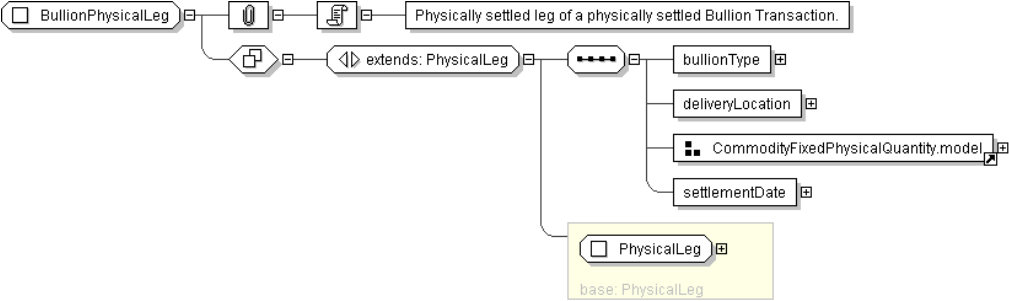 BullionPhysicalLeg
Physically settled leg of a physically settled Bullion Transaction.
extends: PhysicalLeg
bullionType
deliveryLocation
CommodityFixedPhysicalQuantity.model
settlementDate
PhysicalLeg
base: PhysicalLeg